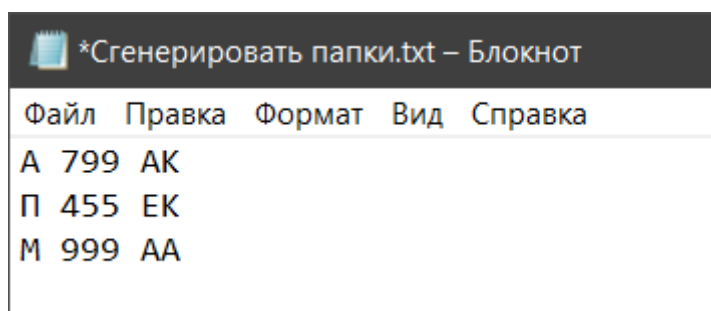 *Сгенерировать папки.txt – Блокнот
Файл Правка Формат Вид Справка
А 799 АК
П 455 ЕК
М 999 АА